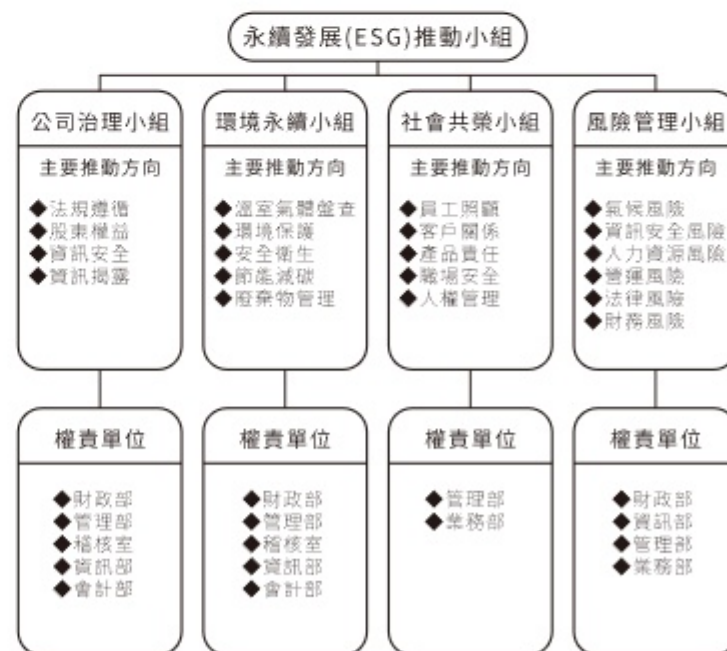 永續發展(ESG)推動小組
公司治理小組
主要推動方向
◆法規遵循
◆股東權益
◆資訊安全
◆資訊揭露
權責單位
◆財政部
◆管理部
◆稽核室
◆資訊部
◆會計部
環境永續小組
主要推動方向
◆溫室氣體盤查
◆環境保護
◆安全衛生
◆節能減碳
◆廢棄物管理
權責單位
◆財政部
◆管理部
◆稽核室
◆資訊部
◆會計部
社會共榮小組
主要推動方向
◆員工照顧
◆客戶關係
◆產品責任
◆職場安全
◆人權管理
權責單位
◆管理部
◆業務部
風險管理小組
主要推動方向
◆氣候風險
◆資訊安全風險
◆人力資源風險
◆營運風險
◆法律風險
◆財務風險
權責單位
◆財政部
◆資訊部
◆管理部
◆業務部